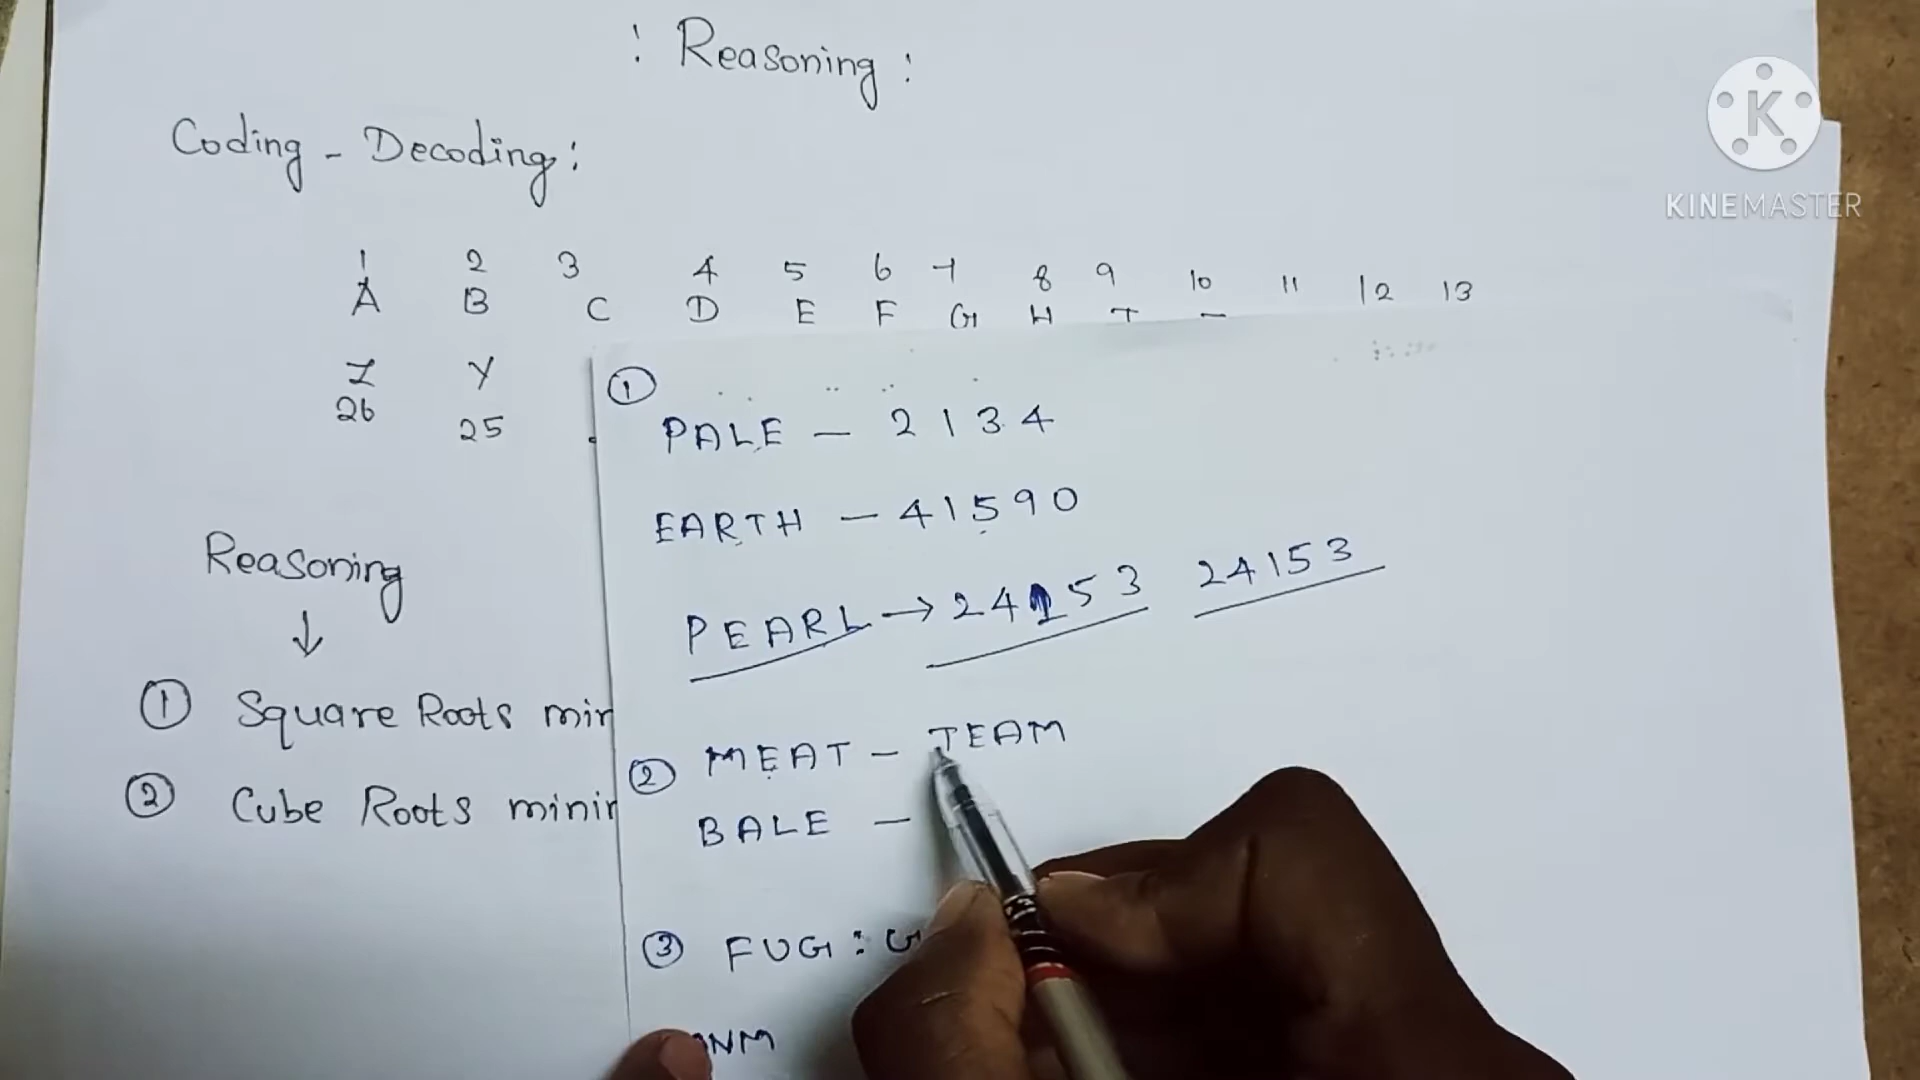 : Reasoning :
Coding - Decoding :
1 2 3 4 5 6 7 8 9 10 11 12 13
A B C D E F G H
Z Y
26 25
Reasoning
↓
① Square Roots
② Cube Roots
①
PALE - 2134
EARTH - 41590
PEARL → 24153 24153
② MEAT - TEAM
BALE -
③ FUG :
NM
KINEMASTER